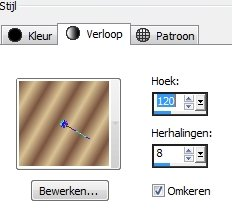 Stijl
Kleur
Verloop
Patroon
Hoek:
120
Herhalingen:
8
Bewerken...
Omkeren